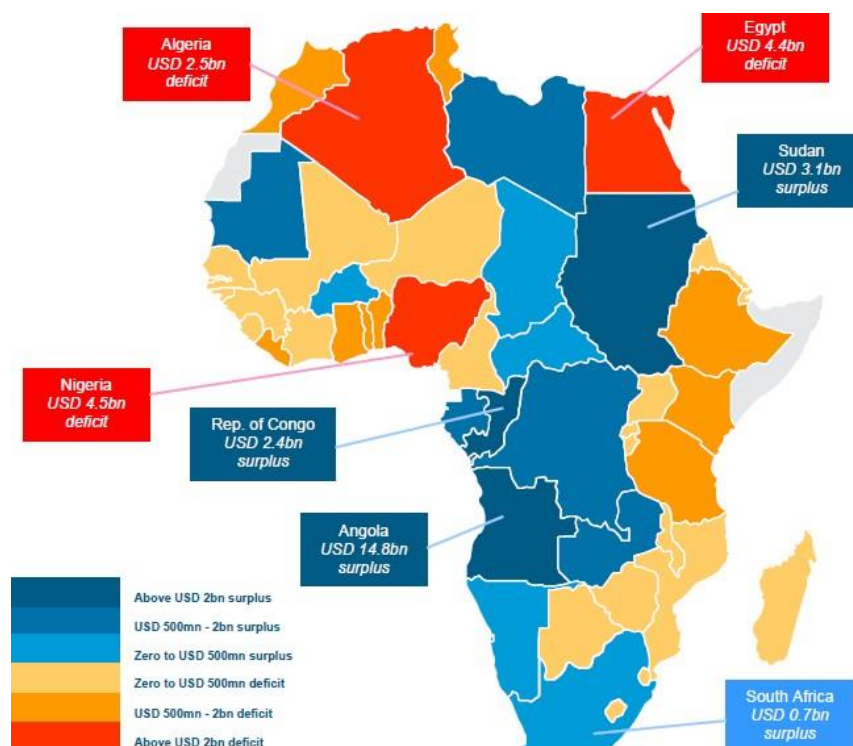 Algeria
USD 2.5bn
deficit
Egypt
USD 4.4bn
deficit
Sudan
USD 3.1bn
surplus
Nigeria
USD 4.5bn
deficit
Rep. of Congo
USD 2.4bn
surplus
Angola
USD 14.8bn
surplus
Above USD 2bn surplus
USD 500mn - 2bn surplus
Zero to USD 500mn surplus
Zero to USD 500mn deficit
USD 500mn - 2bn deficit
Above USD 2bn deficit
South Africa
USD 0.7bn
surplus